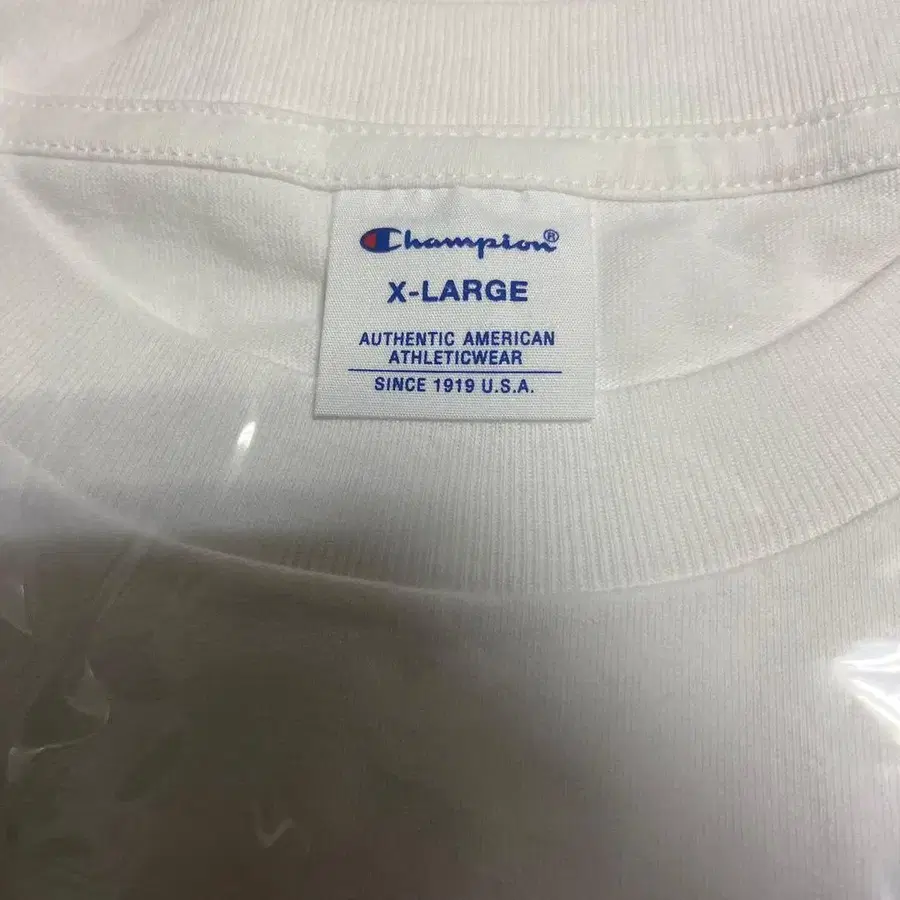 Champion®
X-LARGE
AUTHENTIC AMERICAN
ATHLETICWEAR
SINCE 1919 U.S.A.